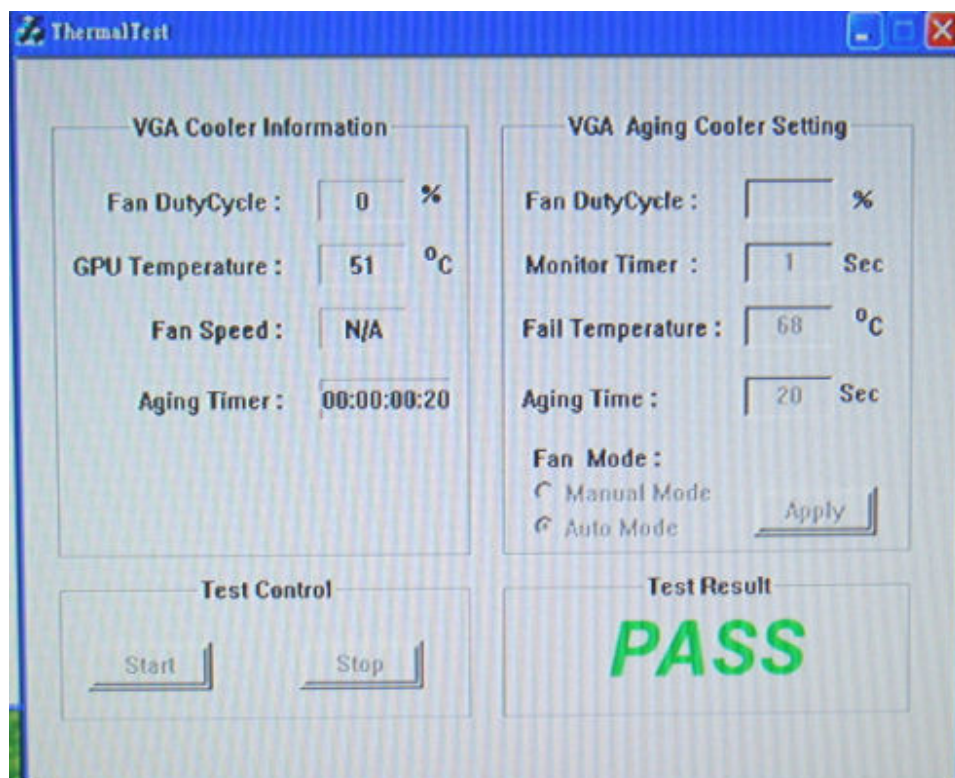 ThermalTest
VGA Cooler Information
Fan DutyCycle : 0 %
GPU Temperature : 51 °C
Fan Speed : N/A
Aging Timer : 00:00:00:20
VGA Aging Cooler Setting
Fan DutyCycle : %
Monitor Timer : 1 Sec
Fail Temperature : 68 °C
Aging Time : 20 Sec
Fan Mode :
Manual Mode
Auto Mode
Apply
Test Control
Start Stop
Test Result
PASS